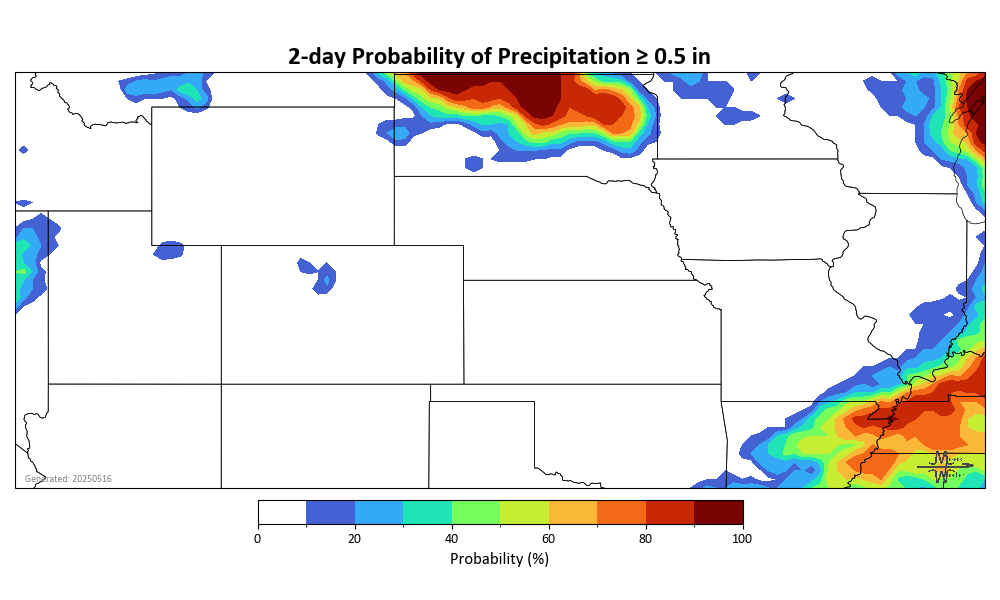 2-day Probability of Precipitation ≥ 0.5 in
Generated: 20250516
0 20 40 60 80 100
Probability (%)